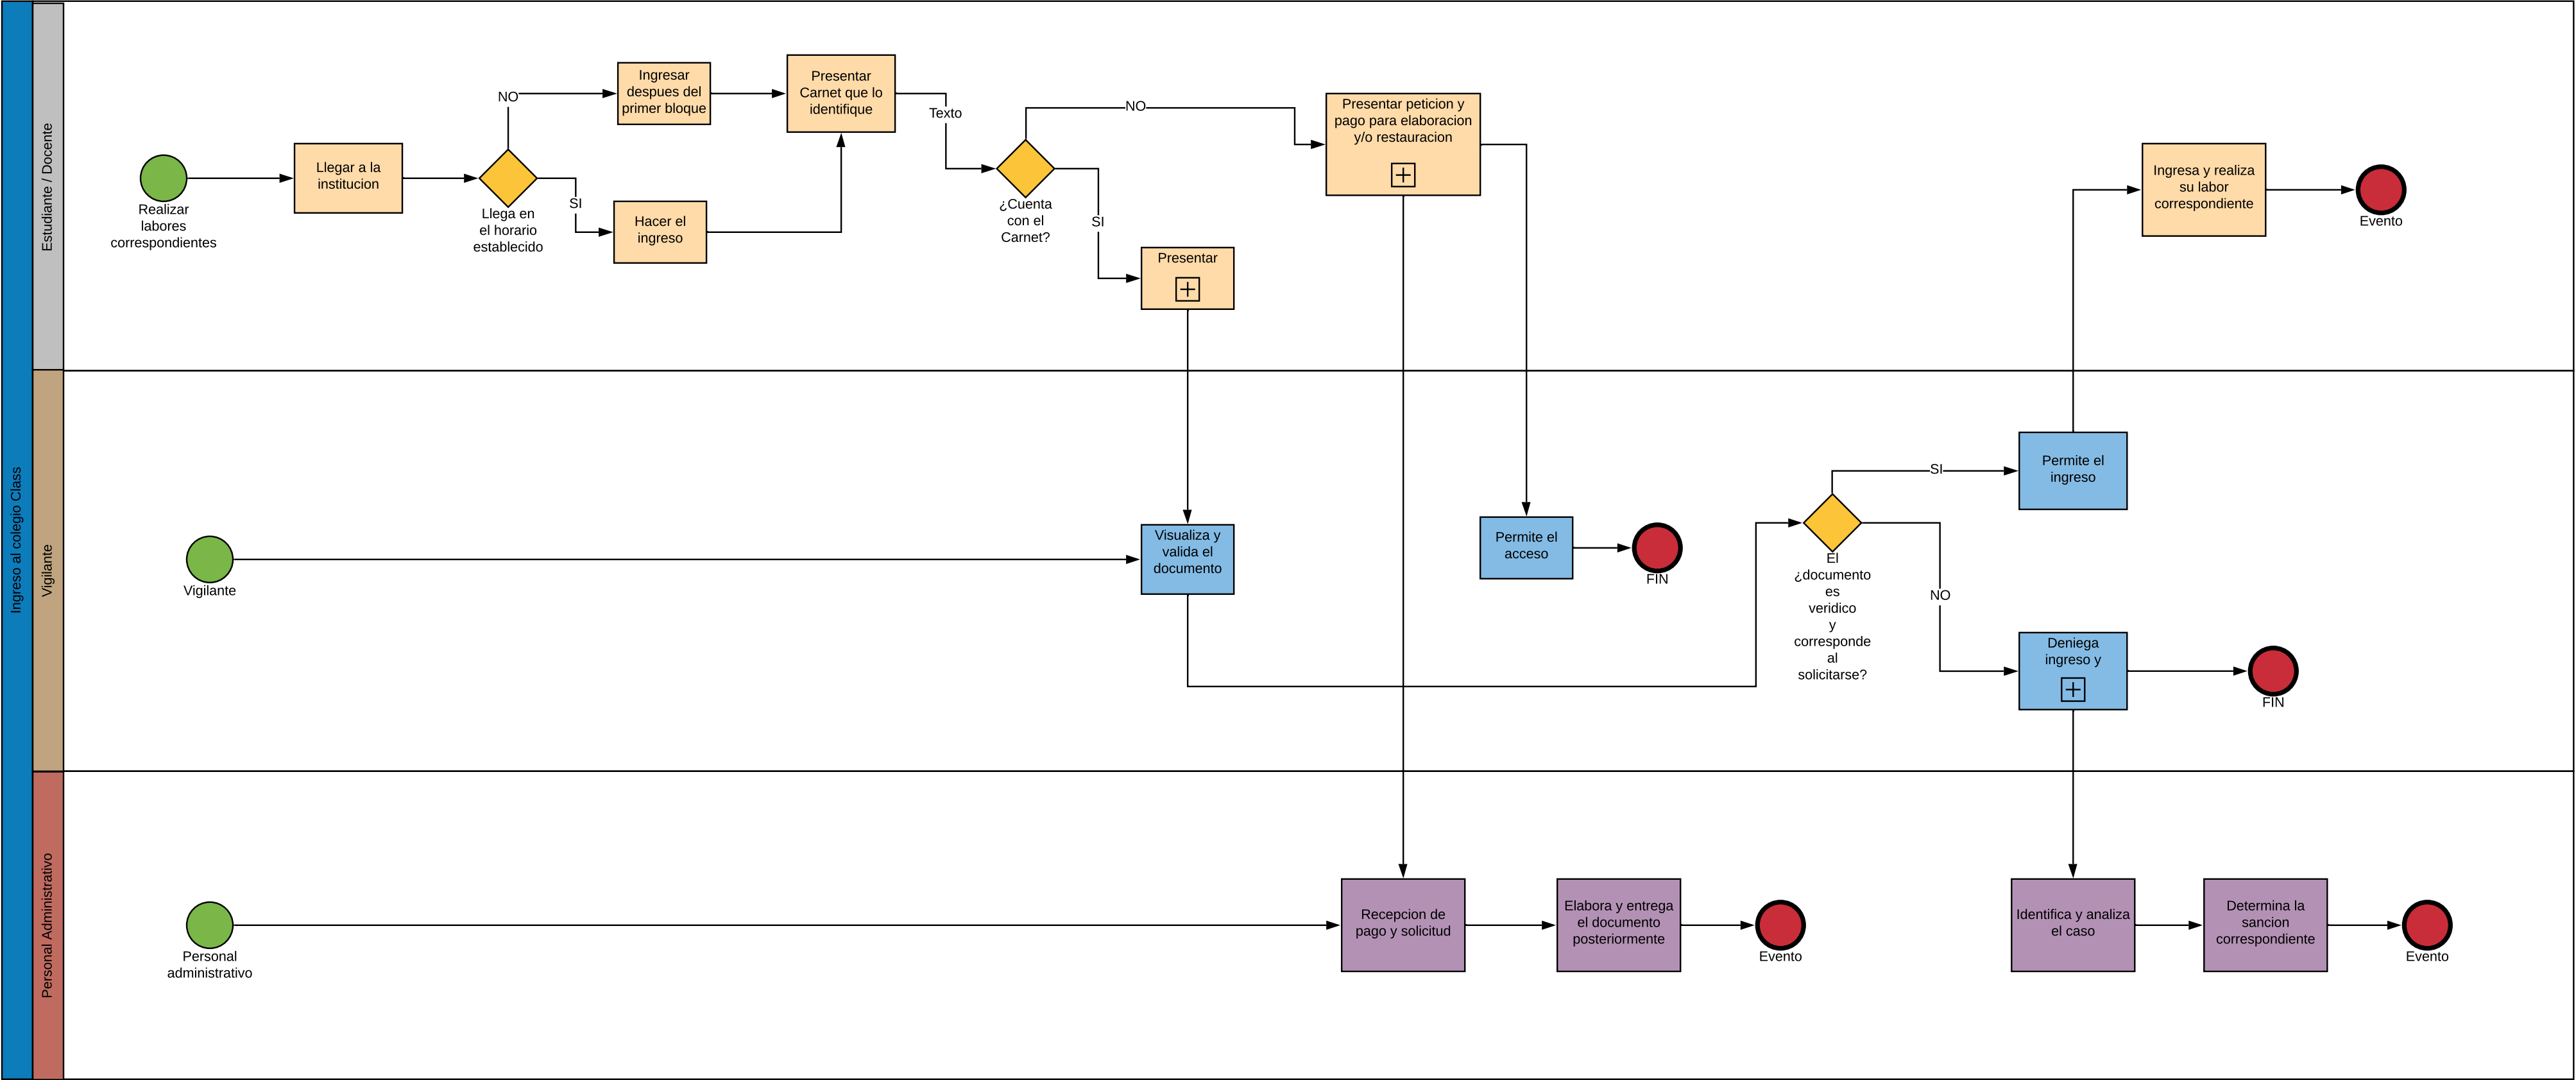 Ingreso al colegio Class
Estudiante / Docente
Realizar
labores
correspondientes
Llegar a la
institucion
Llega en
el horario
establecido
NO
SI
Ingresar
despues del
primer bloque
Hacer el
ingreso
Presentar
Carnet que lo
identifique
Texto
¿Cuenta
con el
Carnet?
NO
SI
Presentar
Presentar peticion y
pago para elaboracion
y/o restauracion
Ingresa y realiza
su labor
correspondiente
Evento
Vigilante
Vigilante
Visualiza y
valida el
documento
Permite el
acceso
FIN
El
¿documento
es
veridico
y
corresponde
al
solicitarse?
SI
NO
Permite el
ingreso
Deniega
ingreso y
FIN
Personal Administrativo
Personal
administrativo
Recepcion de
pago y solicitud
Elabora y entrega
el documento
posteriormente
Evento
Identifica y analiza
el caso
Determina la
sancion
correspondiente
Evento